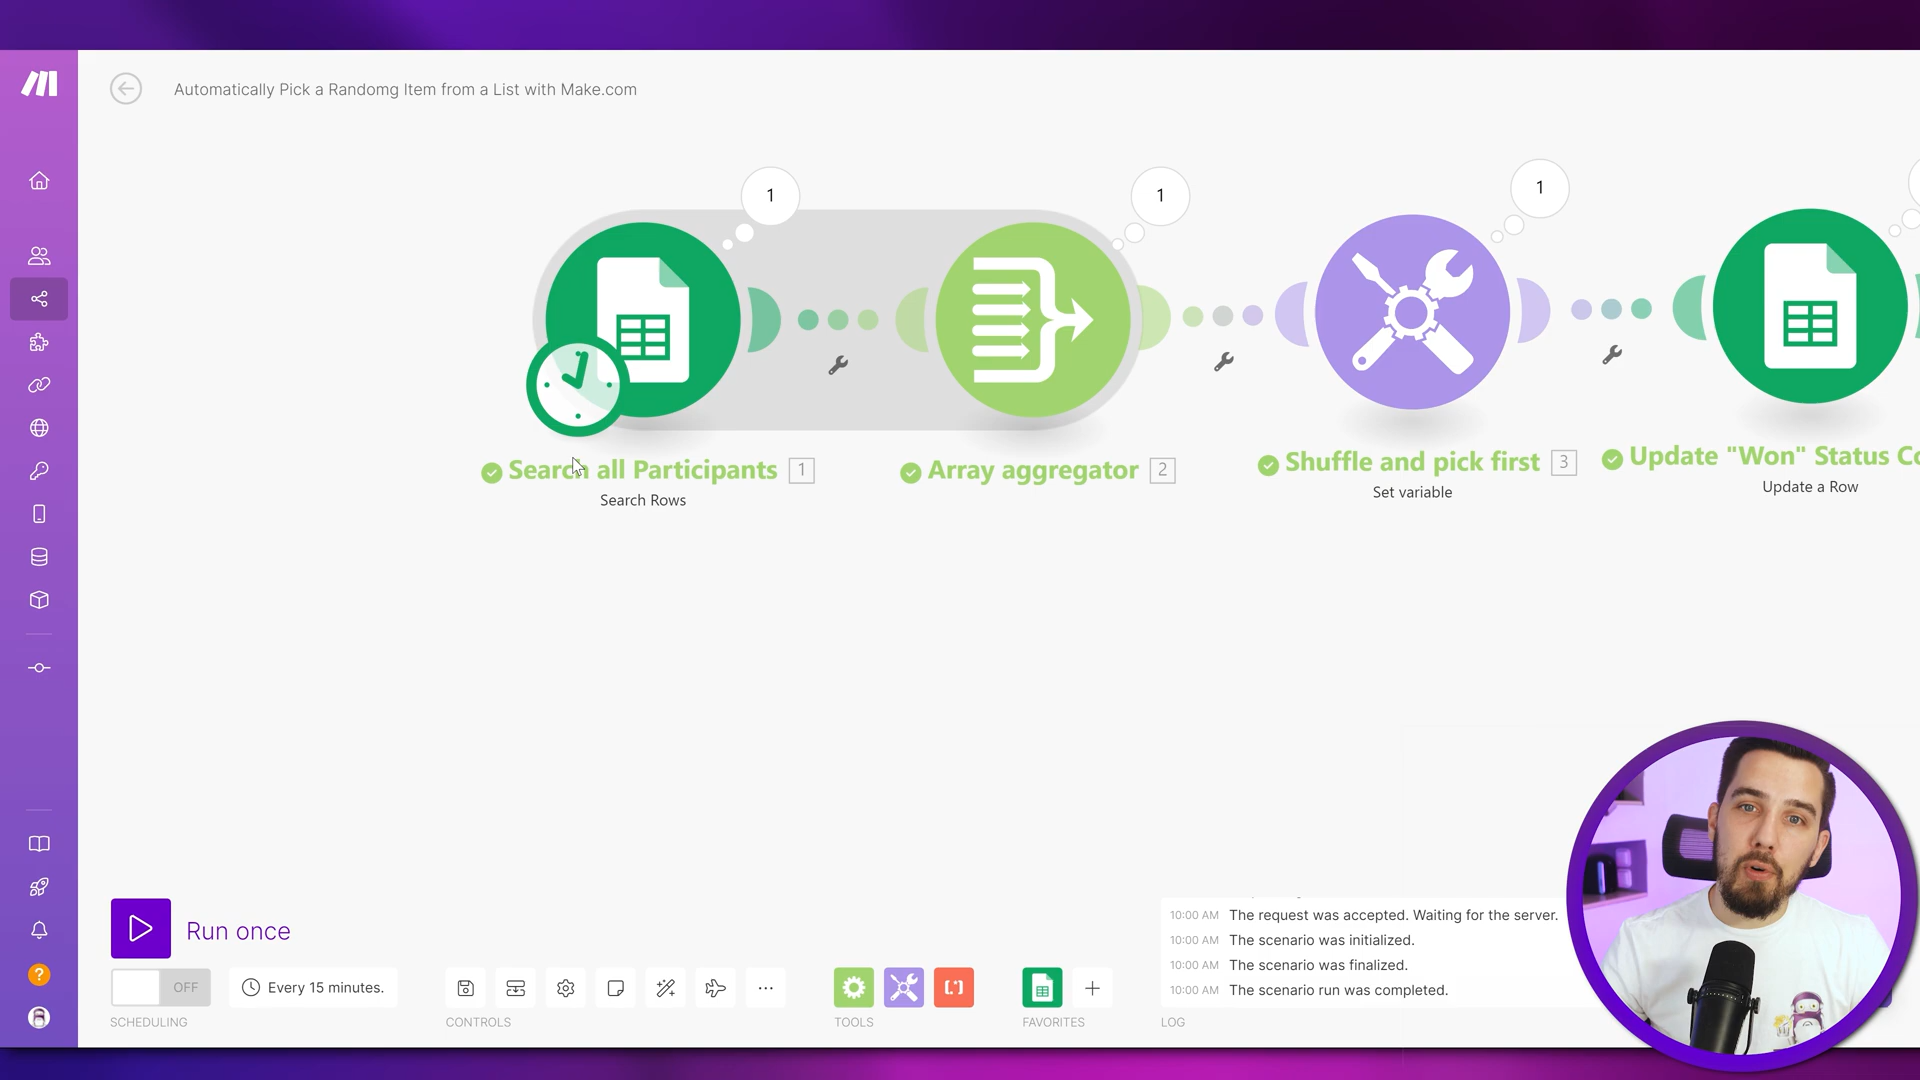 Automatically Pick a Randomg Item from a List with Make.com
1
1
1
Search all Participants 1
Search Rows
Array aggregator 2
Shuffle and pick first 3
Set variable
Update "Won" Status Co
Update a Row
Run once
OFF
Every 15 minutes.
SCHEDULING
CONTROLS
TOOLS
FAVORITES
10:00 AM The request was accepted. Waiting for the server.
10:00 AM The scenario was initialized.
10:00 AM The scenario was finalized.
10:00 AM The scenario run was completed.
LOG
?
[*]